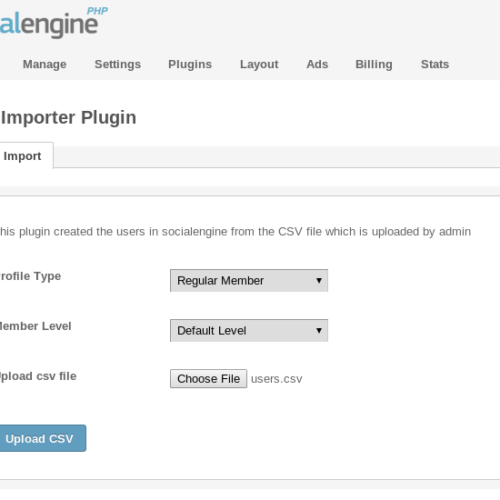 alengine PHP
Manage Settings Plugins Layout Ads Billing Stats
Importer Plugin
Import
his plugin created the users in socialengine from the CSV file which is uploaded by admin
rofile Type Regular Member
ember Level Default Level
pload csv file Choose File users.csv
Upload CSV